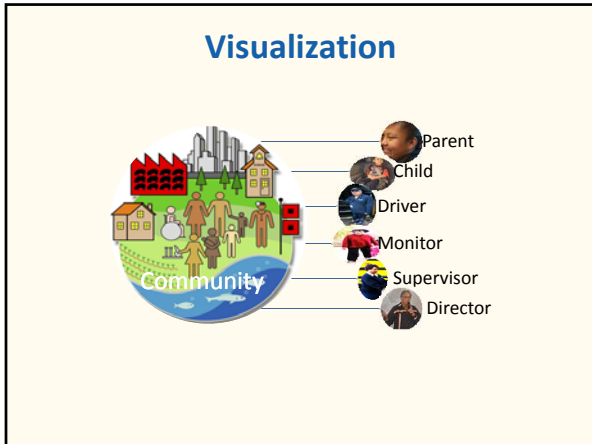 Visualization
Parent
Child
Driver
Monitor
Community
Supervisor
Director